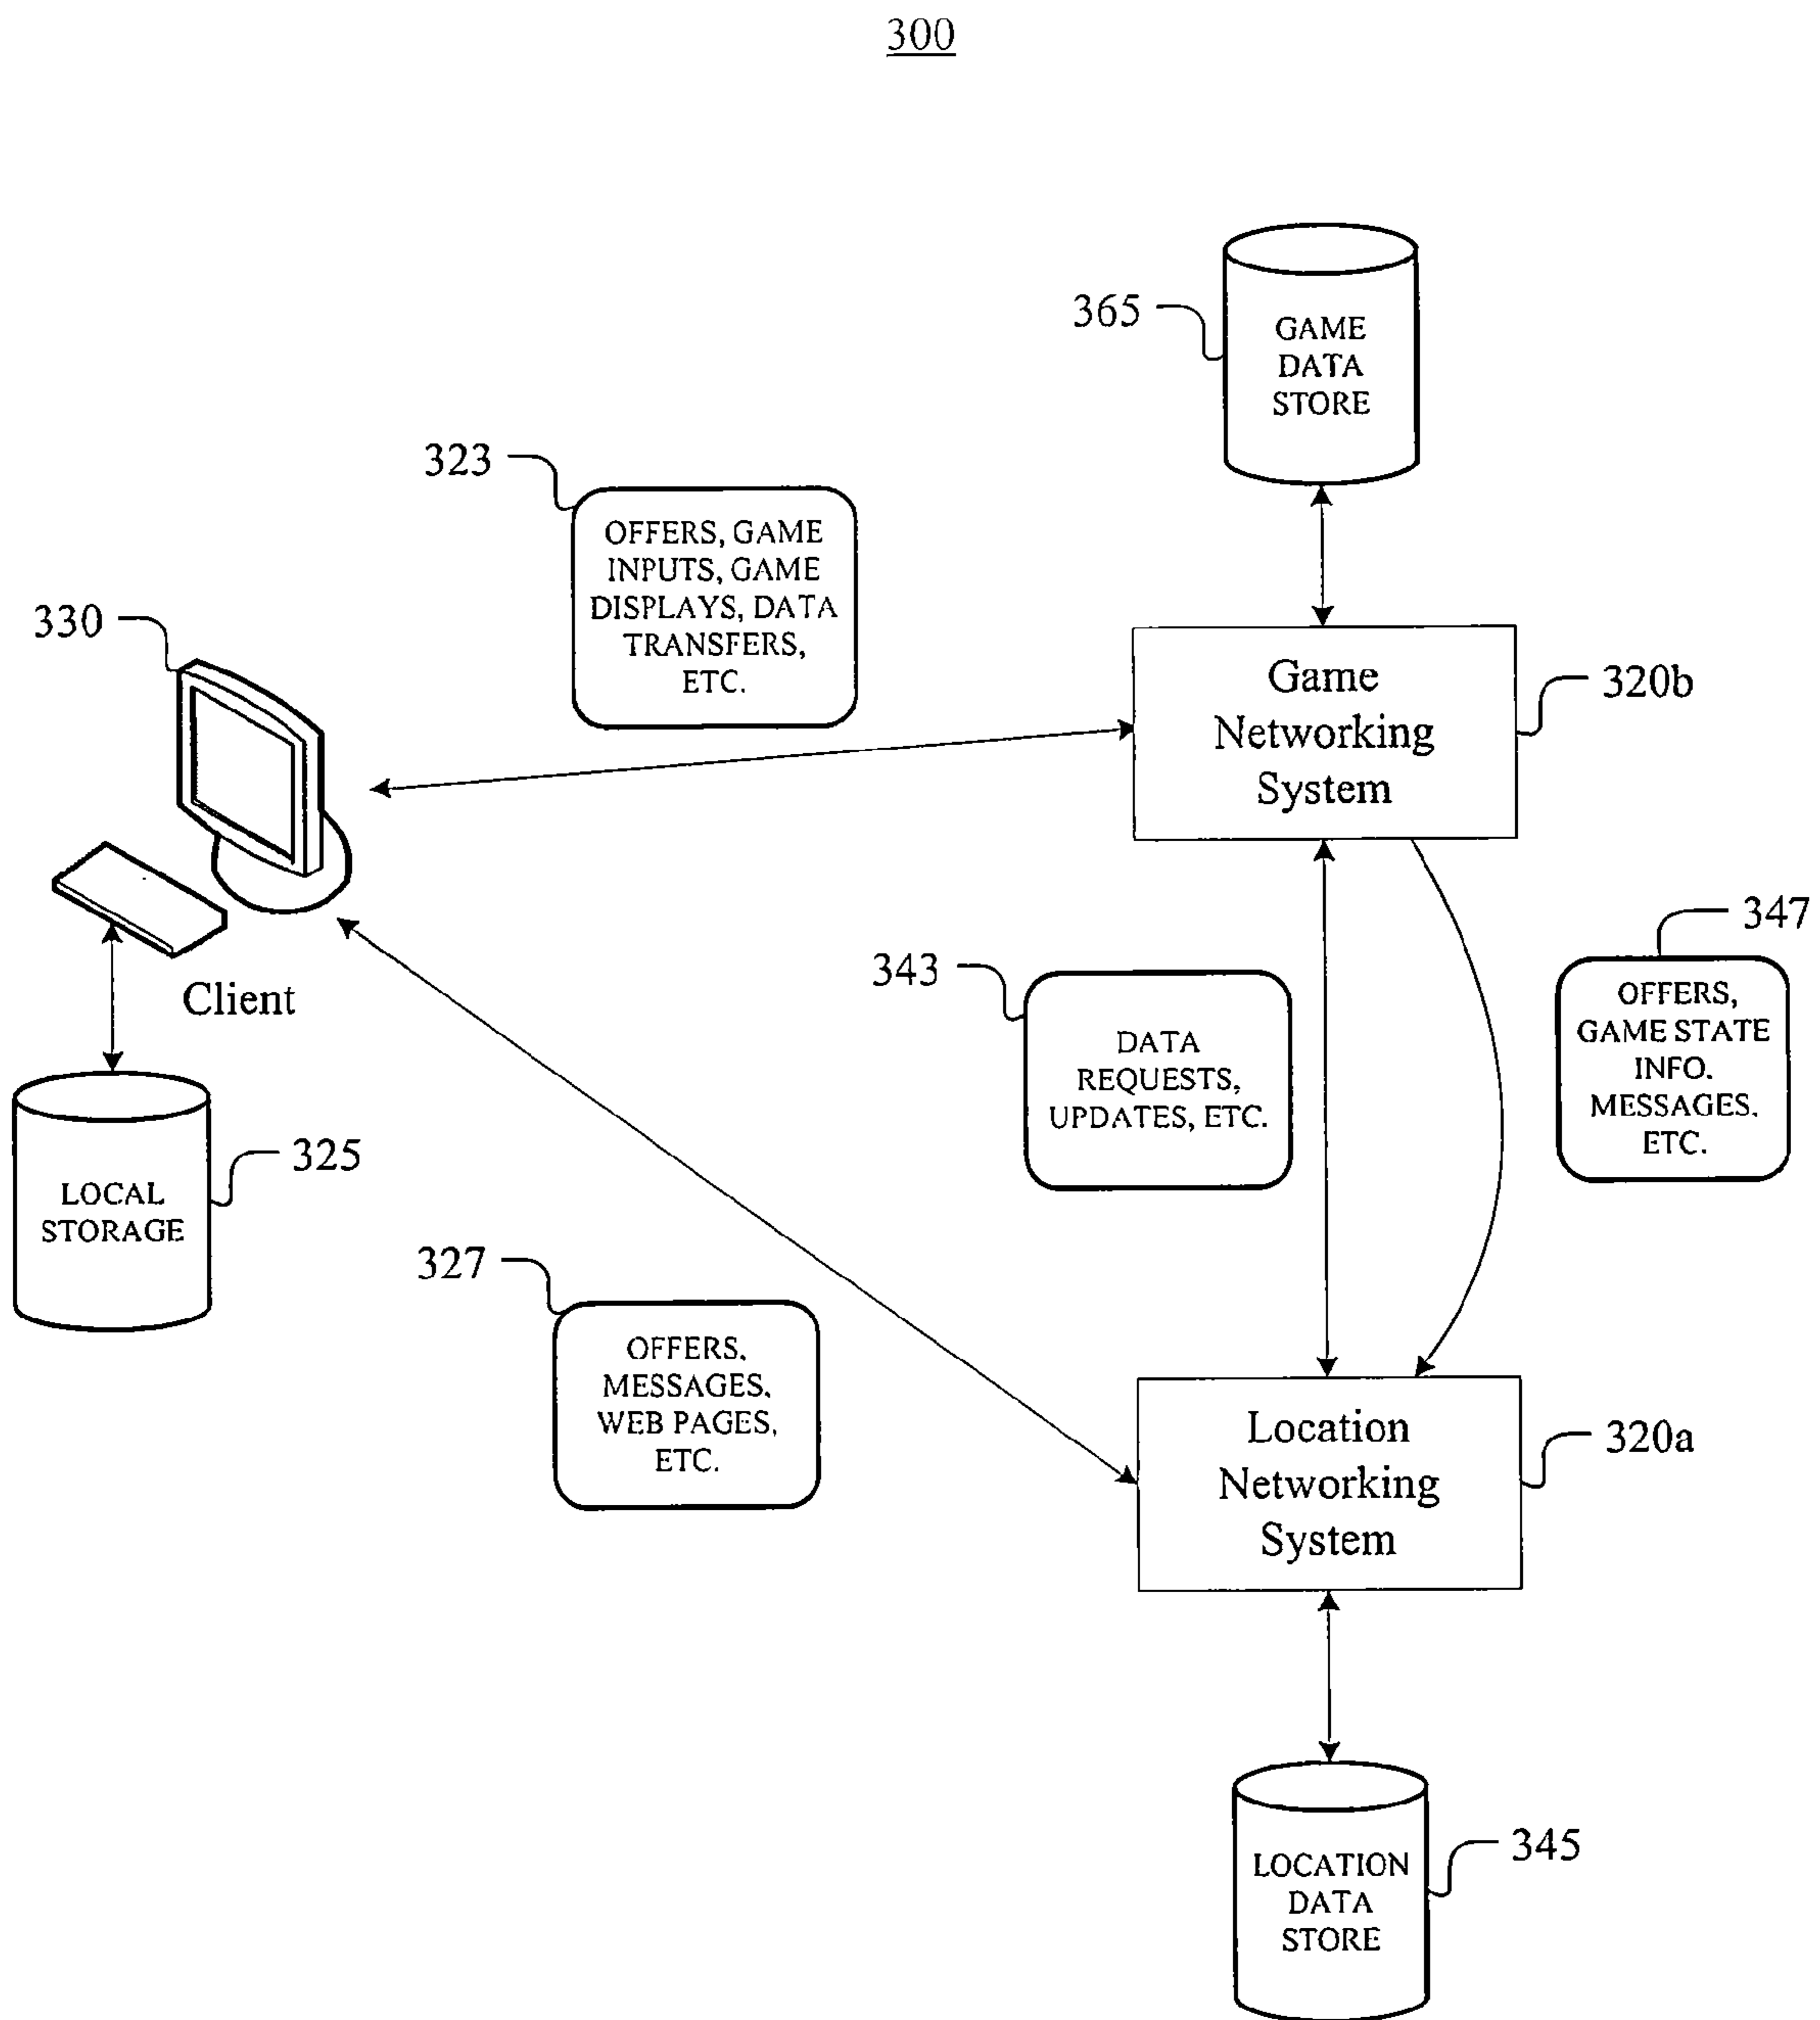 300
365
GAME
DATA
STORE
323
OFFERS, GAME
INPUTS, GAME
DISPLAYS, DATA
TRANSFERS,
ETC.
330
Game
Networking
System
320b
Client
343
DATA
REQUESTS,
UPDATES, ETC.
347
OFFERS,
GAME STATE
INFO.
MESSAGES,
ETC.
LOCAL
STORAGE
325
327
OFFERS,
MESSAGES,
WEB PAGES,
ETC.
Location
Networking
System
320a
LOCATION
DATA
STORE
345